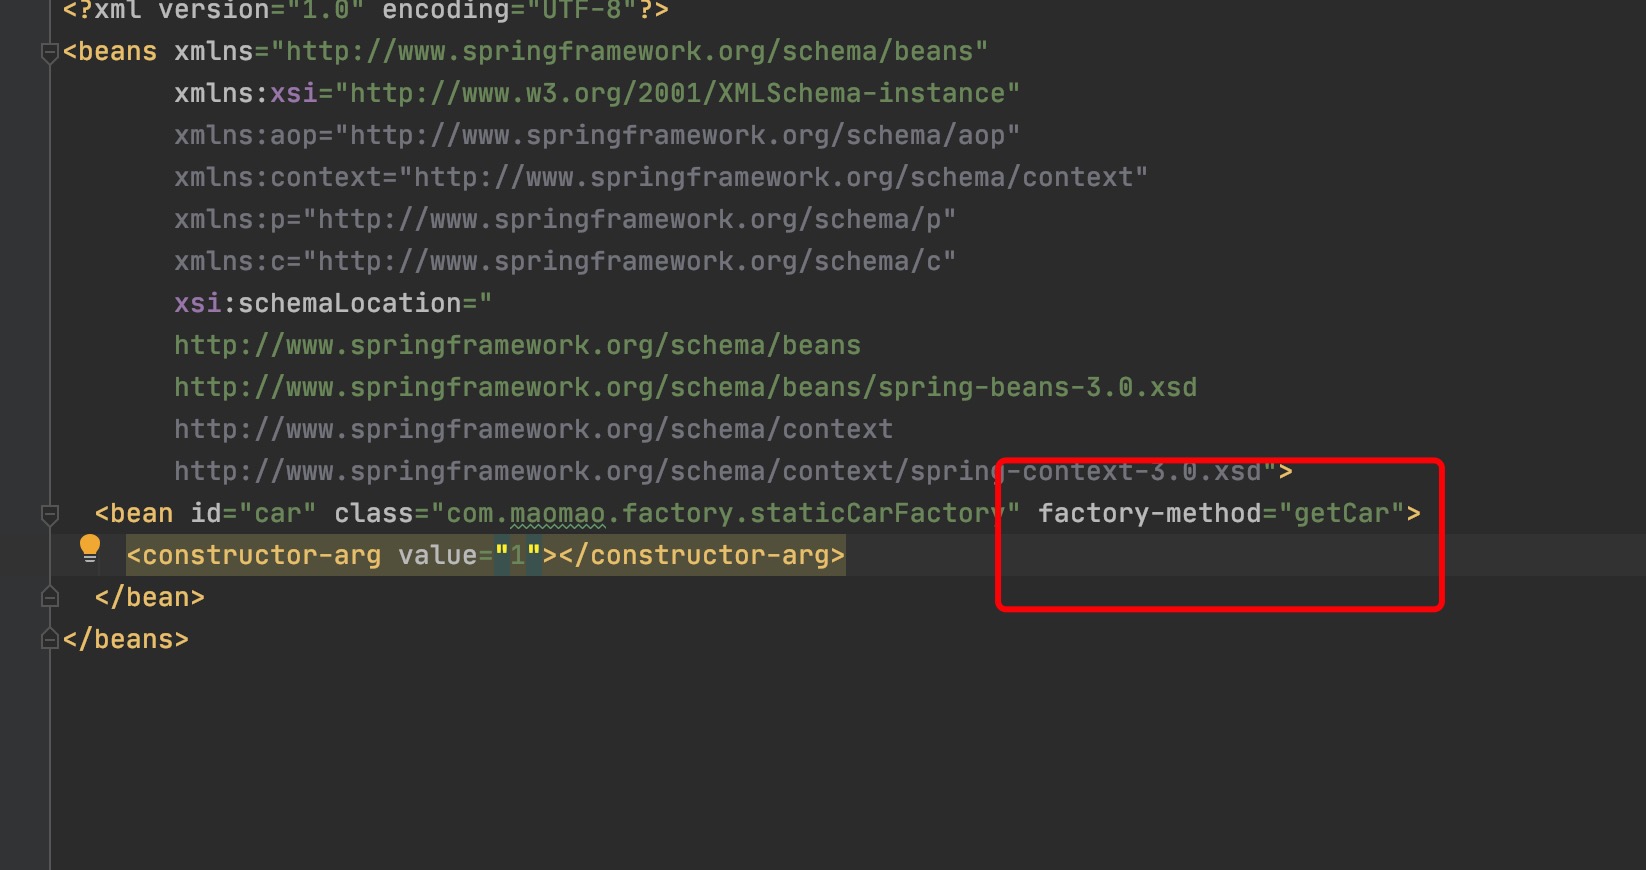 <?xml version="1.0" encoding="UTF-8"?>
<beans xmlns="http://www.springframework.org/schema/beans"
xmlns:xsi="http://www.w3.org/2001/XMLSchema-instance"
xmlns:aop="http://www.springframework.org/schema/aop"
xmlns:context="http://www.springframework.org/schema/context"
xmlns:p="http://www.springframework.org/schema/p"
xmlns:c="http://www.springframework.org/schema/c"
xsi:schemaLocation="
http://www.springframework.org/schema/beans
http://www.springframework.org/schema/beans/spring-beans-3.0.xsd
http://www.springframework.org/schema/context
http://www.springframework.org/schema/context/spring-context-3.0.xsd">
<bean id="car" class="com.maomao.factory.staticCarFactory" factory-method="getCar">
<constructor-arg value="1"></constructor-arg>
</bean>
</beans>